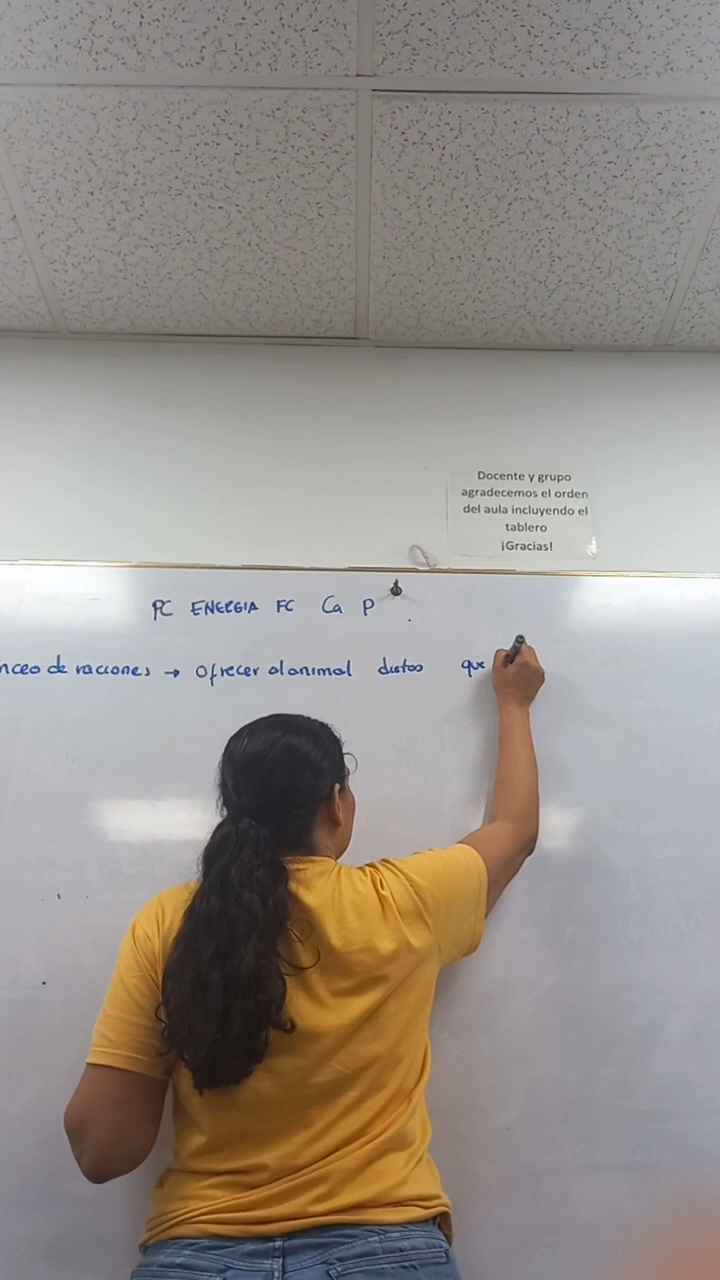 Docente y grupo
agradecemos el orden
del aula incluyendo el
tablero
¡Gracias!
PC ENERGIA FC Ca P
nceo de raciones → Ofrecer al animal dietas que